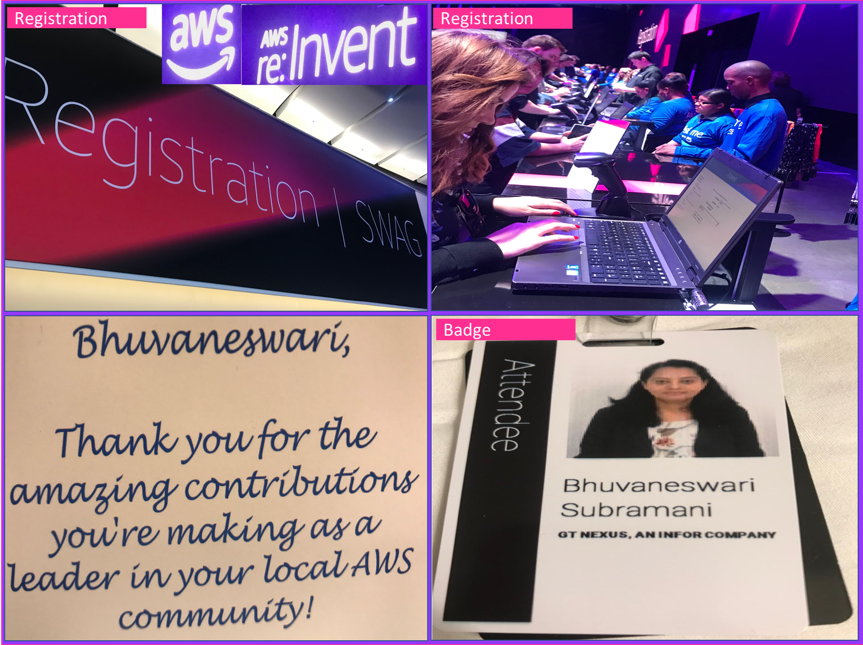 Registration
aws
AWS
re:Invent
Registration | SWAG
Registration
Bhuvaneswari,
Thank you for the
amazing contributions
you're making as a
leader in your local AWS
community!
Badge
Attendee
Bhuvaneswari
Subramani
GT NEXUS, AN INFOR COMPANY